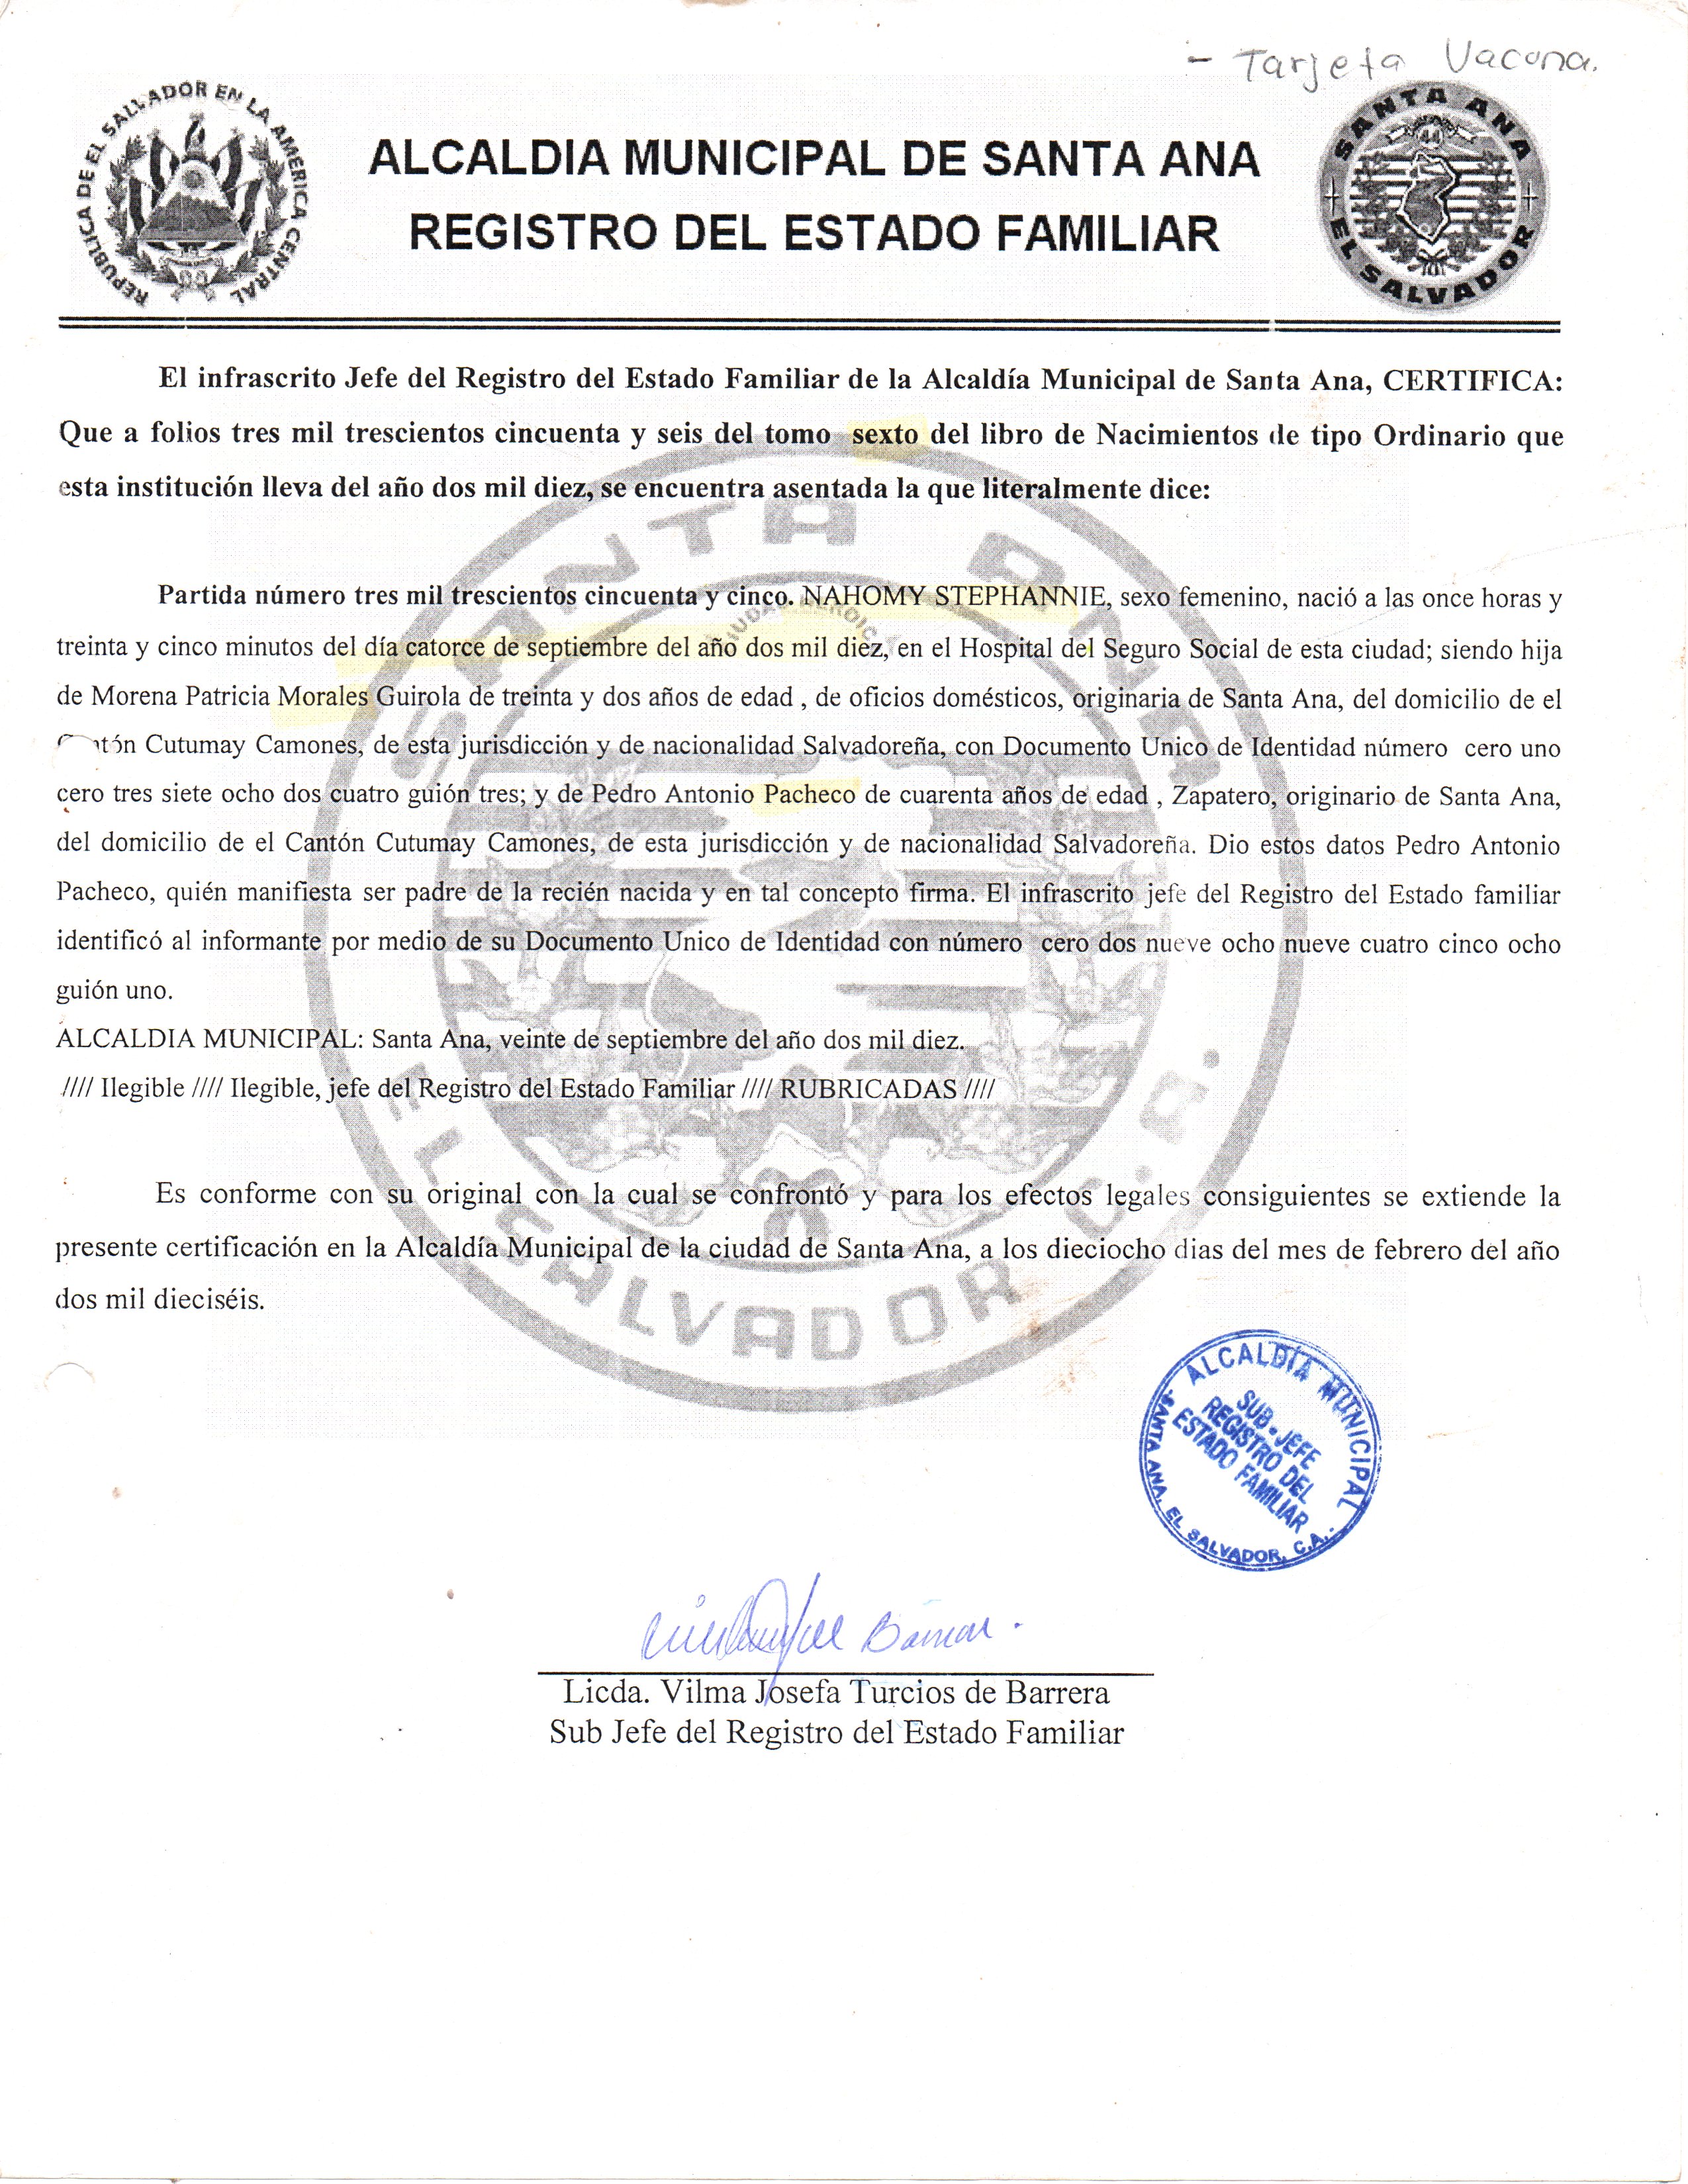 - Tarjeta Vacuna.
REPUBLICA DE EL SALVADOR EN LA AMERICA CENTRAL
ALCALDIA MUNICIPAL DE SANTA ANA
REGISTRO DEL ESTADO FAMILIAR
SANTA ANA
EL SALVADOR
El infrascrito Jefe del Registro del Estado Familiar de la Alcaldía Municipal de Santa Ana, CERTIFICA:
Que a folios tres mil trescientos cincuenta y seis del tomo sexto del libro de Nacimientos de tipo Ordinario que
esta institución lleva del año dos mil diez, se encuentra asentada la que literalmente dice:
Partida número tres mil trescientos cincuenta y cinco. NAHOMY STEPHANNIE, sexo femenino, nació a las once horas y
treinta y cinco minutos del día catorce de septiembre del año dos mil diez, en el Hospital del Seguro Social de esta ciudad; siendo hija
de Morena Patricia Morales Guirola de treinta y dos años de edad , de oficios domésticos, originaria de Santa Ana, del domicilio de el
Cantón Cutumay Camones, de esta jurisdicción y de nacionalidad Salvadoreña, con Documento Unico de Identidad número cero uno
cero tres siete ocho dos cuatro guión tres; y de Pedro Antonio Pacheco de cuarenta años de edad , Zapatero, originario de Santa Ana,
del domicilio de el Cantón Cutumay Camones, de esta jurisdicción y de nacionalidad Salvadoreña. Dio estos datos Pedro Antonio
Pacheco, quién manifiesta ser padre de la recién nacida y en tal concepto firma. El infrascrito jefe del Registro del Estado familiar
identificó al informante por medio de su Documento Unico de Identidad con número cero dos nueve ocho nueve cuatro cinco ocho
guión uno.
ALCALDIA MUNICIPAL: Santa Ana, veinte de septiembre del año dos mil diez.
//// Ilegible //// Ilegible, jefe del Registro del Estado Familiar //// RUBRICADAS ////
Es conforme con su original con la cual se confrontó y para los efectos legales consiguientes se extiende la
presente certificación en la Alcaldía Municipal de la ciudad de Santa Ana, a los dieciocho dias del mes de febrero del año
dos mil dieciséis.
SANTA ANA
CIUDAD HEROICA
EL SALVADOR C.A.
ALCALDÍA MUNICIPAL
SUB-JEFE
REGISTRO DEL
ESTADO FAMILIAR
SANTA ANA, EL SALVADOR, C.A.
Licda. Vilma Josefa Turcios de Barrera
Sub Jefe del Registro del Estado Familiar